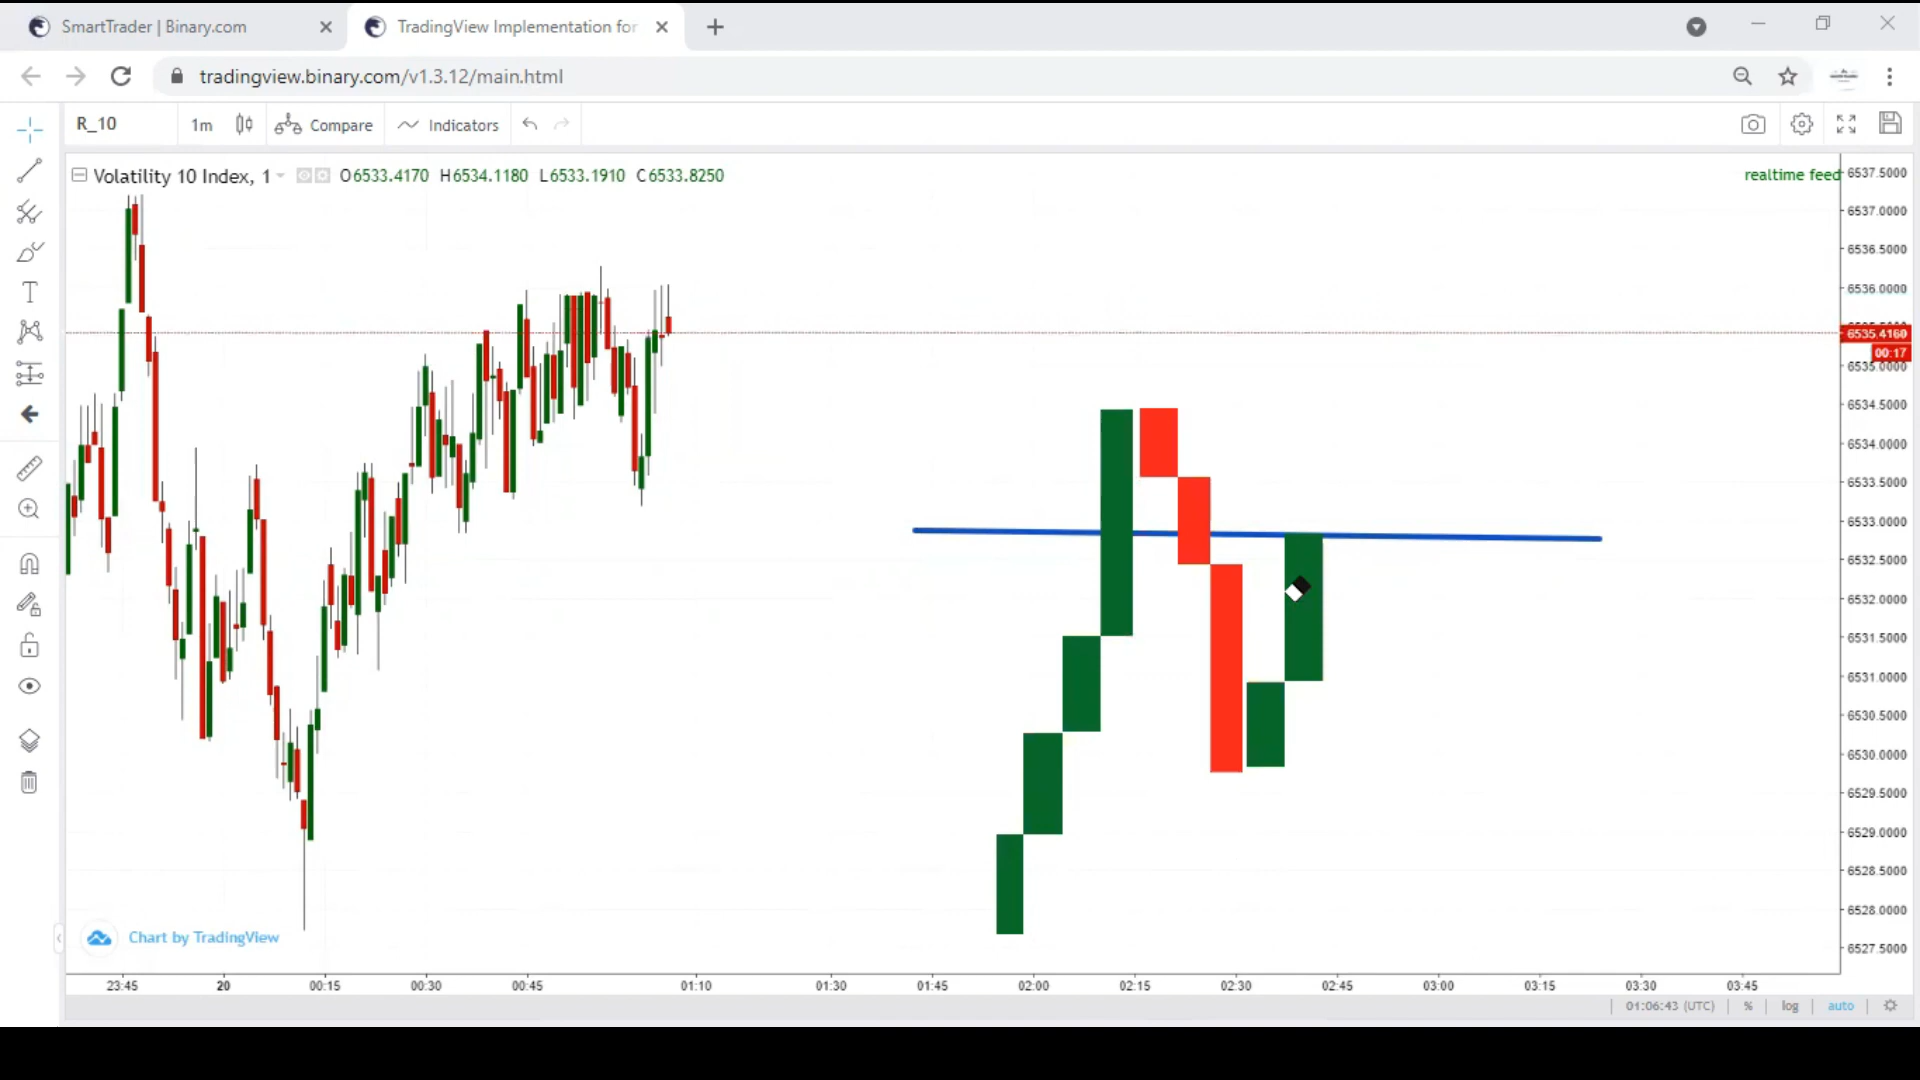 SmartTrader | Binary.com
TradingView Implementation for
tradingview.binary.com/v1.3.12/main.html
R_10
1m
Compare
Indicators
Volatility 10 Index, 1
O6533.4170 H6534.1180 L6533.1910 C6533.8250
realtime feed
6537.5000
6537.0000
6536.5000
6536.0000
6535.4160
00:17
6535.0000
6534.5000
6534.0000
6533.5000
6533.0000
6532.5000
6532.0000
6531.5000
6531.0000
6530.5000
6530.0000
6529.5000
6529.0000
6528.5000
6528.0000
6527.5000
Chart by TradingView
23:45 20 00:15 00:30 00:45 01:10 01:30 01:45 02:00 02:15 02:30 02:45 03:00 03:15 03:30 03:45
01:06:43 (UTC) % log auto